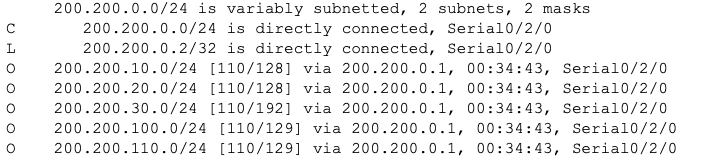 200.200.0.0/24 is variably subnetted, 2 subnets, 2 masks
C 200.200.0.0/24 is directly connected, Serial0/2/0
L 200.200.0.2/32 is directly connected, Serial0/2/0
O 200.200.10.0/24 [110/128] via 200.200.0.1, 00:34:43, Serial0/2/0
O 200.200.20.0/24 [110/128] via 200.200.0.1, 00:34:43, Serial0/2/0
O 200.200.30.0/24 [110/192] via 200.200.0.1, 00:34:43, Serial0/2/0
O 200.200.100.0/24 [110/129] via 200.200.0.1, 00:34:43, Serial0/2/0
O 200.200.110.0/24 [110/129] via 200.200.0.1, 00:34:43, Serial0/2/0